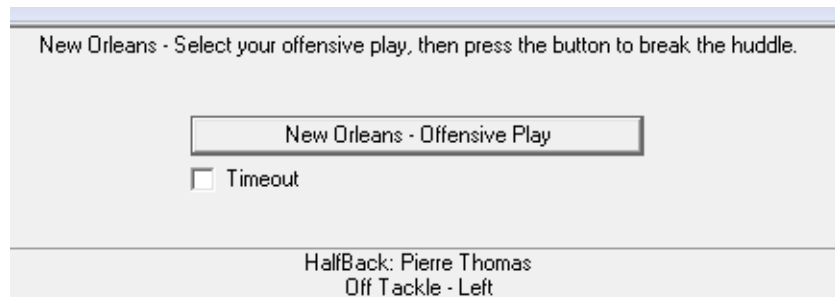 New Orleans - Select your offensive play, then press the button to break the huddle.
New Orleans - Offensive Play
Timeout
HalfBack: Pierre Thomas
Off Tackle - Left